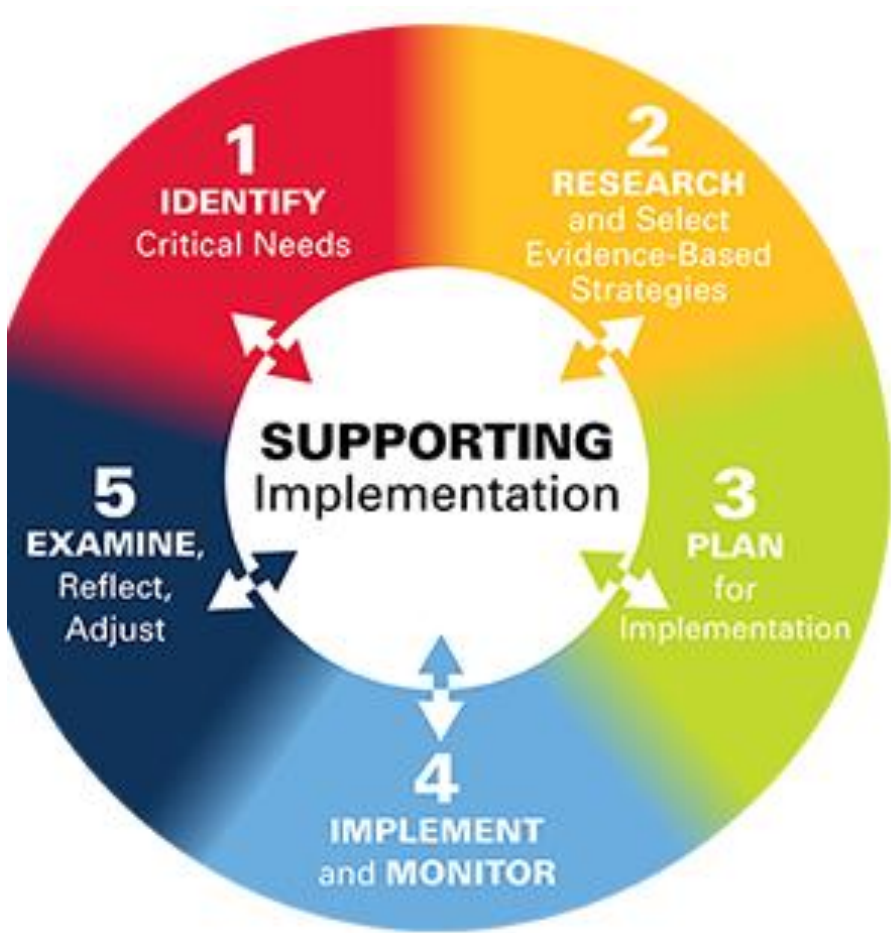 1
IDENTIFY
Critical Needs
2
RESEARCH
and Select
Evidence-Based
Strategies
3
PLAN
for
Implementation
4
IMPLEMENT
and MONITOR
5
EXAMINE,
Reflect,
Adjust
SUPPORTING
Implementation